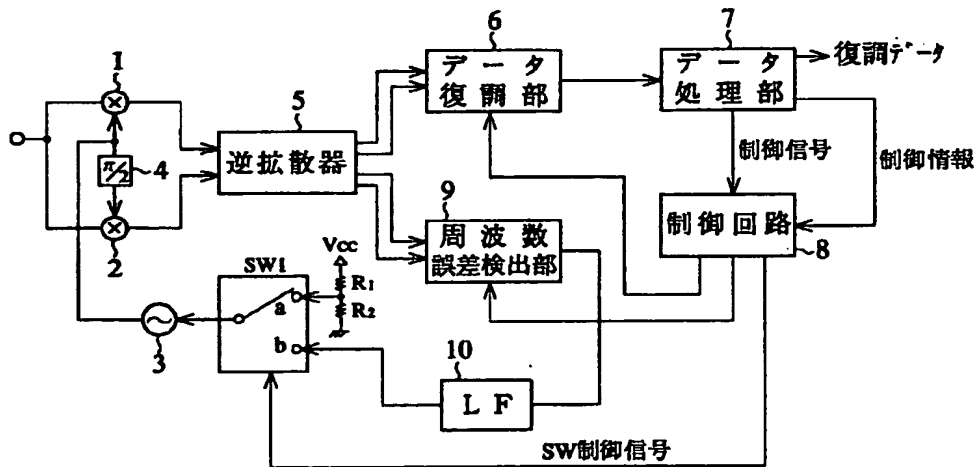 1
π/2
4
2
3
5
逆拡散器
6
データ
復調部
7
データ
処理部
復調データ
制御信号
制御情報
制御回路
8
9
周波数
誤差検出部
SW1
Vcc
R1
R2
a
b
10
LF
SW制御信号